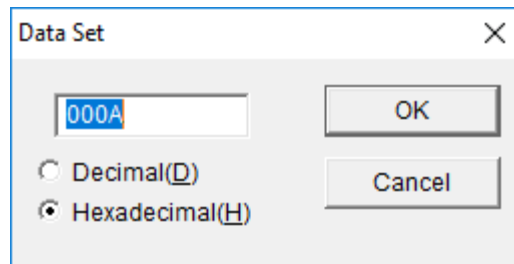 Data Set
000A
OK
Decimal(D)
Cancel
Hexadecimal(H)